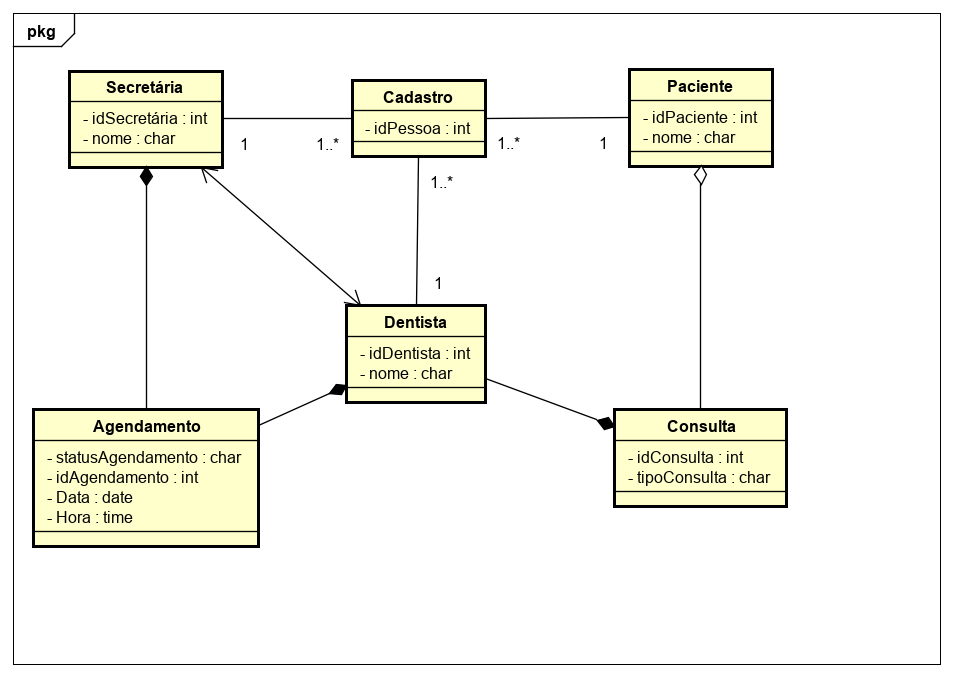 pkg
Secretária
- idSecretária : int
- nome : char
Cadastro
- idPessoa : int
Paciente
- idPaciente : int
- nome : char
1
1..*
1..*
1
1..*
1
Dentista
- idDentista : int
- nome : char
Agendamento
- statusAgendamento : char
- idAgendamento : int
- Data : date
- Hora : time
Consulta
- idConsulta : int
- tipoConsulta : char